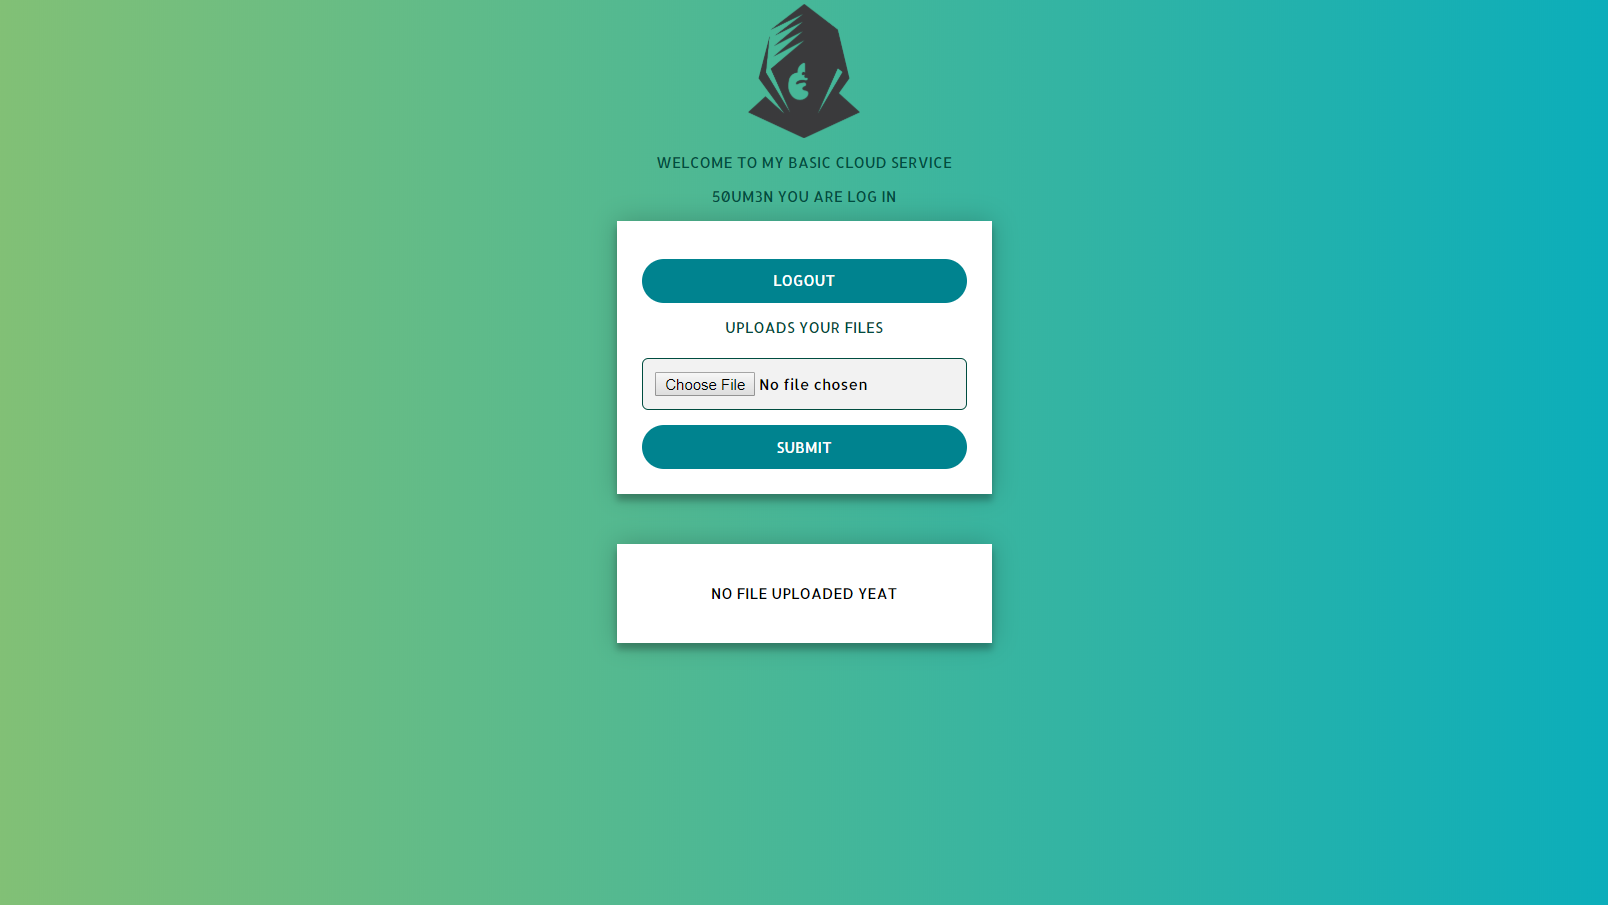 WELCOME TO MY BASIC CLOUD SERVICE
50UM3N YOU ARE LOG IN
LOGOUT
UPLOADS YOUR FILES
Choose File No file chosen
SUBMIT
NO FILE UPLOADED YEAT